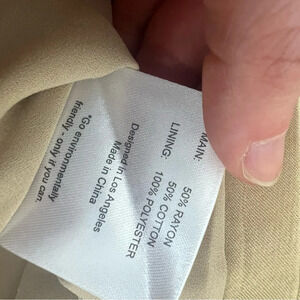 MAIN:
50% RAYON
50% COTTON
LINING: 100% POLYESTER
Designed in Los Angeles
Made in China
*Go environmentally
friendly - only if you can.